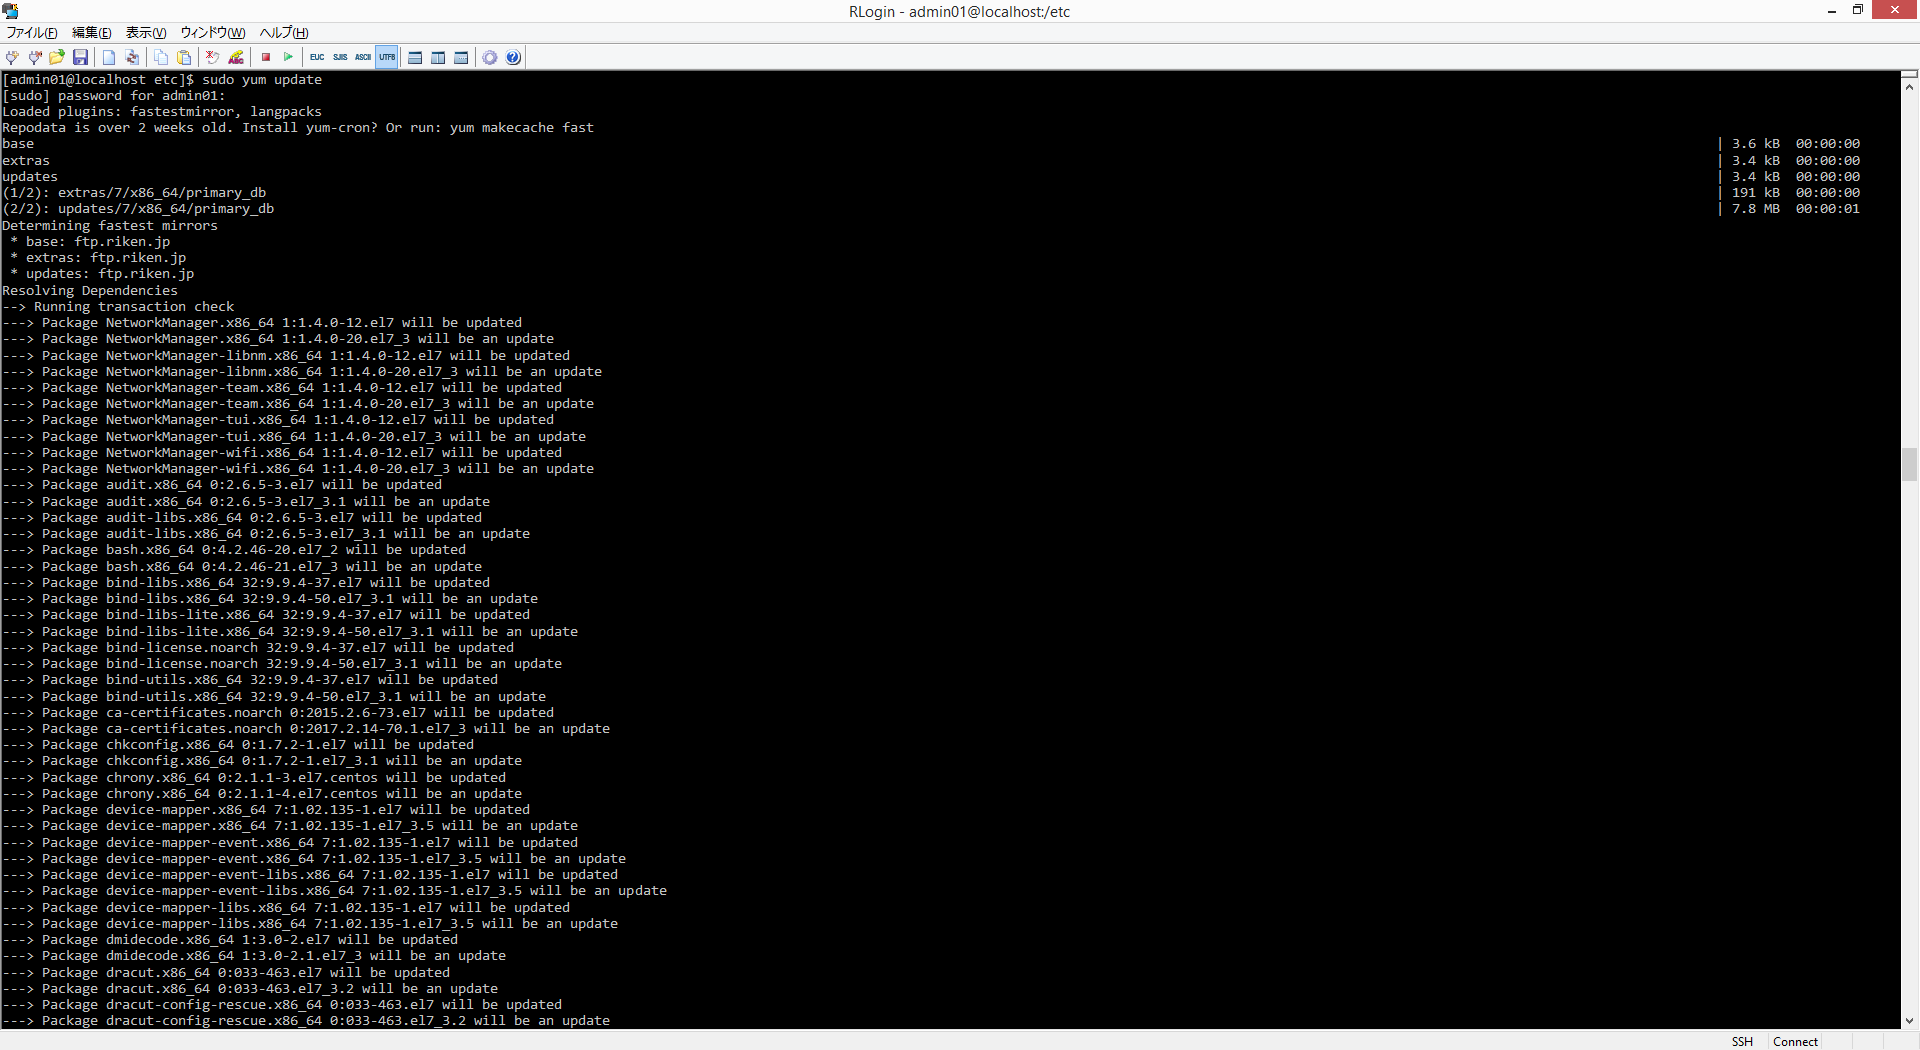 RLogin - admin01@localhost:/etc
ファイル(F) 編集(E) 表示(V) ウィンドウ(W) ヘルプ(H)
EUC SJIS ASCII UTF8
[admin01@localhost etc]$ sudo yum update
[sudo] password for admin01:
Loaded plugins: fastestmirror, langpacks
Repodata is over 2 weeks old. Install yum-cron? Or run: yum makecache fast
base | 3.6 kB 00:00:00
extras | 3.4 kB 00:00:00
updates | 3.4 kB 00:00:00
(1/2): extras/7/x86_64/primary_db | 191 kB 00:00:00
(2/2): updates/7/x86_64/primary_db | 7.8 MB 00:00:01
Determining fastest mirrors
* base: ftp.riken.jp
* extras: ftp.riken.jp
* updates: ftp.riken.jp
Resolving Dependencies
--> Running transaction check
---> Package NetworkManager.x86_64 1:1.4.0-12.el7 will be updated
---> Package NetworkManager.x86_64 1:1.4.0-20.el7_3 will be an update
---> Package NetworkManager-libnm.x86_64 1:1.4.0-12.el7 will be updated
---> Package NetworkManager-libnm.x86_64 1:1.4.0-20.el7_3 will be an update
---> Package NetworkManager-team.x86_64 1:1.4.0-12.el7 will be updated
---> Package NetworkManager-team.x86_64 1:1.4.0-20.el7_3 will be an update
---> Package NetworkManager-tui.x86_64 1:1.4.0-12.el7 will be updated
---> Package NetworkManager-tui.x86_64 1:1.4.0-20.el7_3 will be an update
---> Package NetworkManager-wifi.x86_64 1:1.4.0-12.el7 will be updated
---> Package NetworkManager-wifi.x86_64 1:1.4.0-20.el7_3 will be an update
---> Package audit.x86_64 0:2.6.5-3.el7 will be updated
---> Package audit.x86_64 0:2.6.5-3.el7_3.1 will be an update
---> Package audit-libs.x86_64 0:2.6.5-3.el7 will be updated
---> Package audit-libs.x86_64 0:2.6.5-3.el7_3.1 will be an update
---> Package bash.x86_64 0:4.2.46-20.el7_2 will be updated
---> Package bash.x86_64 0:4.2.46-21.el7_3 will be an update
---> Package bind-libs.x86_64 32:9.9.4-37.el7 will be updated
---> Package bind-libs.x86_64 32:9.9.4-50.el7_3.1 will be an update
---> Package bind-libs-lite.x86_64 32:9.9.4-37.el7 will be updated
---> Package bind-libs-lite.x86_64 32:9.9.4-50.el7_3.1 will be an update
---> Package bind-license.noarch 32:9.9.4-37.el7 will be updated
---> Package bind-license.noarch 32:9.9.4-50.el7_3.1 will be an update
---> Package bind-utils.x86_64 32:9.9.4-37.el7 will be updated
---> Package bind-utils.x86_64 32:9.9.4-50.el7_3.1 will be an update
---> Package ca-certificates.noarch 0:2015.2.6-73.el7 will be updated
---> Package ca-certificates.noarch 0:2017.2.14-70.1.el7_3 will be an update
---> Package chkconfig.x86_64 0:1.7.2-1.el7 will be updated
---> Package chkconfig.x86_64 0:1.7.2-1.el7_3.1 will be an update
---> Package chrony.x86_64 0:2.1.1-3.el7.centos will be updated
---> Package chrony.x86_64 0:2.1.1-4.el7.centos will be an update
---> Package device-mapper.x86_64 7:1.02.135-1.el7 will be updated
---> Package device-mapper.x86_64 7:1.02.135-1.el7_3.5 will be an update
---> Package device-mapper-event.x86_64 7:1.02.135-1.el7 will be updated
---> Package device-mapper-event.x86_64 7:1.02.135-1.el7_3.5 will be an update
---> Package device-mapper-event-libs.x86_64 7:1.02.135-1.el7 will be updated
---> Package device-mapper-event-libs.x86_64 7:1.02.135-1.el7_3.5 will be an update
---> Package device-mapper-libs.x86_64 7:1.02.135-1.el7 will be updated
---> Package device-mapper-libs.x86_64 7:1.02.135-1.el7_3.5 will be an update
---> Package dmidecode.x86_64 1:3.0-2.el7 will be updated
---> Package dmidecode.x86_64 1:3.0-2.1.el7_3 will be an update
---> Package dracut.x86_64 0:033-463.el7 will be updated
---> Package dracut.x86_64 0:033-463.el7_3.2 will be an update
---> Package dracut-config-rescue.x86_64 0:033-463.el7 will be updated
---> Package dracut-config-rescue.x86_64 0:033-463.el7_3.2 will be an update
SSH Connect